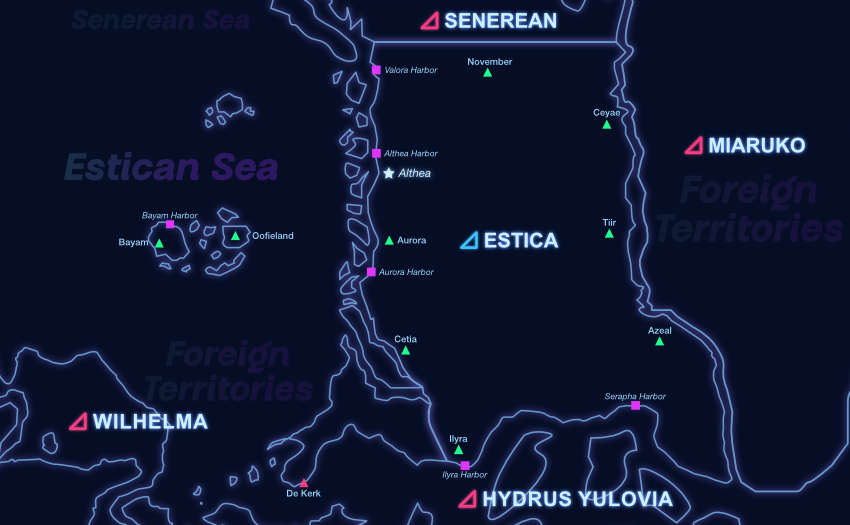 Senerean Sea
SENEREAN
November
Valora Harbor
Ceyae
MIARUKO
Althea Harbor
Estican Sea
Althea
Foreign
Territories
Bayam Harbor
Bayam
Oofieland
Aurora
ESTICA
Tiir
Aurora Harbor
Azeal
Cetia
Foreign
Territories
Serapha Harbor
WILHELMA
Ilyra
Ilyra Harbor
De Kerk
HYDRUS YULOVIA